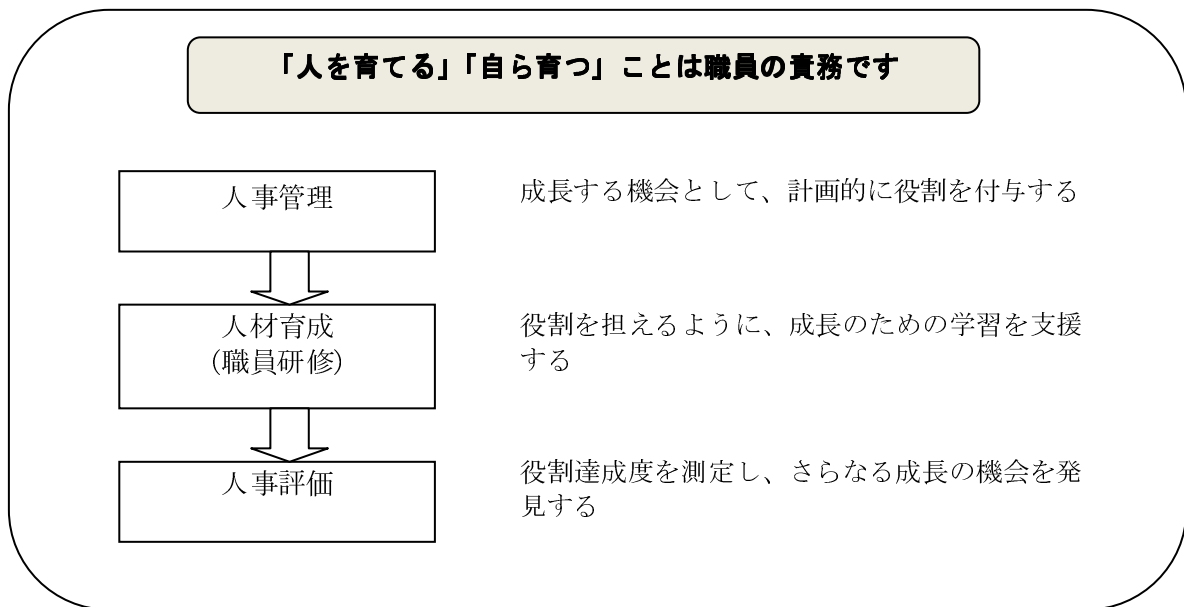 「人を育てる」「自ら育つ」ことは職員の責務です
人事管理
成長する機会として、計画的に役割を付与する
人材育成
(職員研修)
役割を担えるように、成長のための学習を支援
する
人事評価
役割達成度を測定し、さらなる成長の機会を発
見する